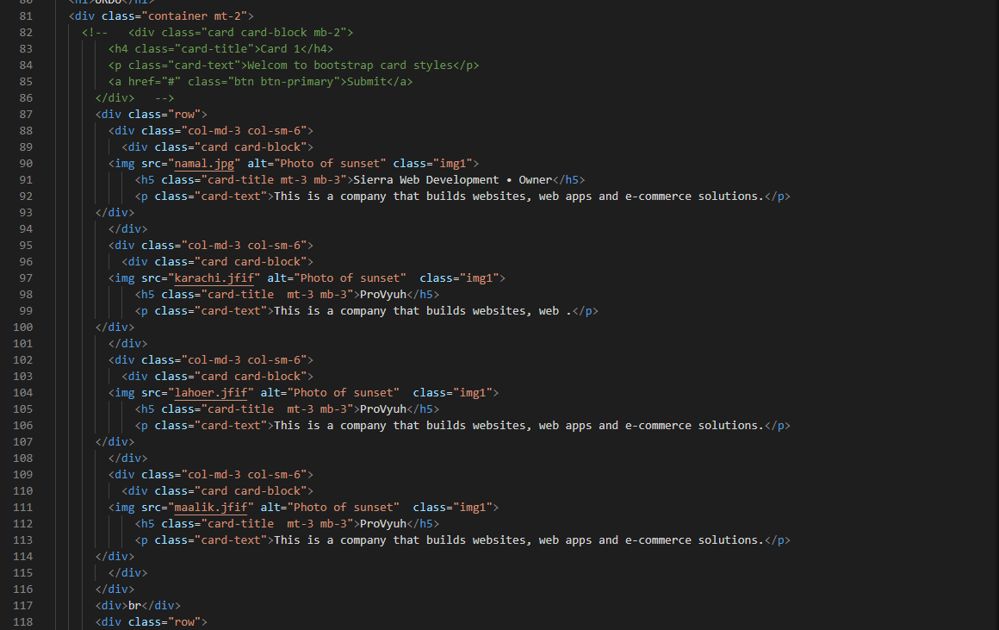 80 <h1>URDU</h1>
81 <div class="container mt-2">
82 <!--   <div class="card card-block mb-2">
83 <h4 class="card-title">Card 1</h4>
84 <p class="card-text">Welcom to bootstrap card styles</p>
85 <a href="#" class="btn btn-primary">Submit</a>
86 </div>   -->
87 <div class="row">
88 <div class="col-md-3 col-sm-6">
89 <div class="card card-block">
90 <img src="namal.jpg" alt="Photo of sunset" class="img1">
91 <h5 class="card-title mt-3 mb-3">Sierra Web Development • Owner</h5>
92 <p class="card-text">This is a company that builds websites, web apps and e-commerce solutions.</p>
93 </div>
94 </div>
95 <div class="col-md-3 col-sm-6">
96 <div class="card card-block">
97 <img src="karachi.jfif" alt="Photo of sunset"  class="img1">
98 <h5 class="card-title  mt-3 mb-3">ProVyuh</h5>
99 <p class="card-text">This is a company that builds websites, web .</p>
100 </div>
101 </div>
102 <div class="col-md-3 col-sm-6">
103 <div class="card card-block">
104 <img src="lahoer.jfif" alt="Photo of sunset"  class="img1">
105 <h5 class="card-title  mt-3 mb-3">ProVyuh</h5>
106 <p class="card-text">This is a company that builds websites, web apps and e-commerce solutions.</p>
107 </div>
108 </div>
109 <div class="col-md-3 col-sm-6">
110 <div class="card card-block">
111 <img src="maalik.jfif" alt="Photo of sunset"  class="img1">
112 <h5 class="card-title  mt-3 mb-3">ProVyuh</h5>
113 <p class="card-text">This is a company that builds websites, web apps and e-commerce solutions.</p>
114 </div>
115 </div>
116 </div>
117 <div>br</div>
118 <div class="row">